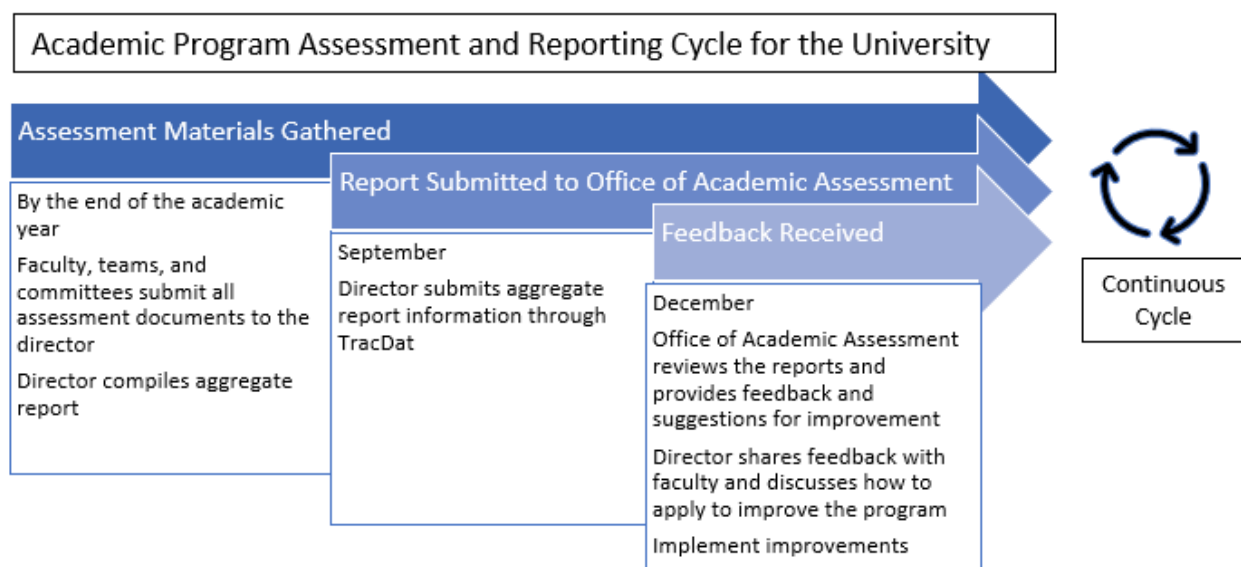 Academic Program Assessment and Reporting Cycle for the University
Assessment Materials Gathered
By the end of the academic
year
Faculty, teams, and
committees submit all
assessment documents to the
director
Director compiles aggregate
report
Report Submitted to Office of Academic Assessment
September
Director submits aggregate
report information through
TracDat
Feedback Received
December
Office of Academic Assessment
reviews the reports and
provides feedback and
suggestions for improvement
Director shares feedback with
faculty and discusses how to
apply to improve the program
Implement improvements
Continuous
Cycle